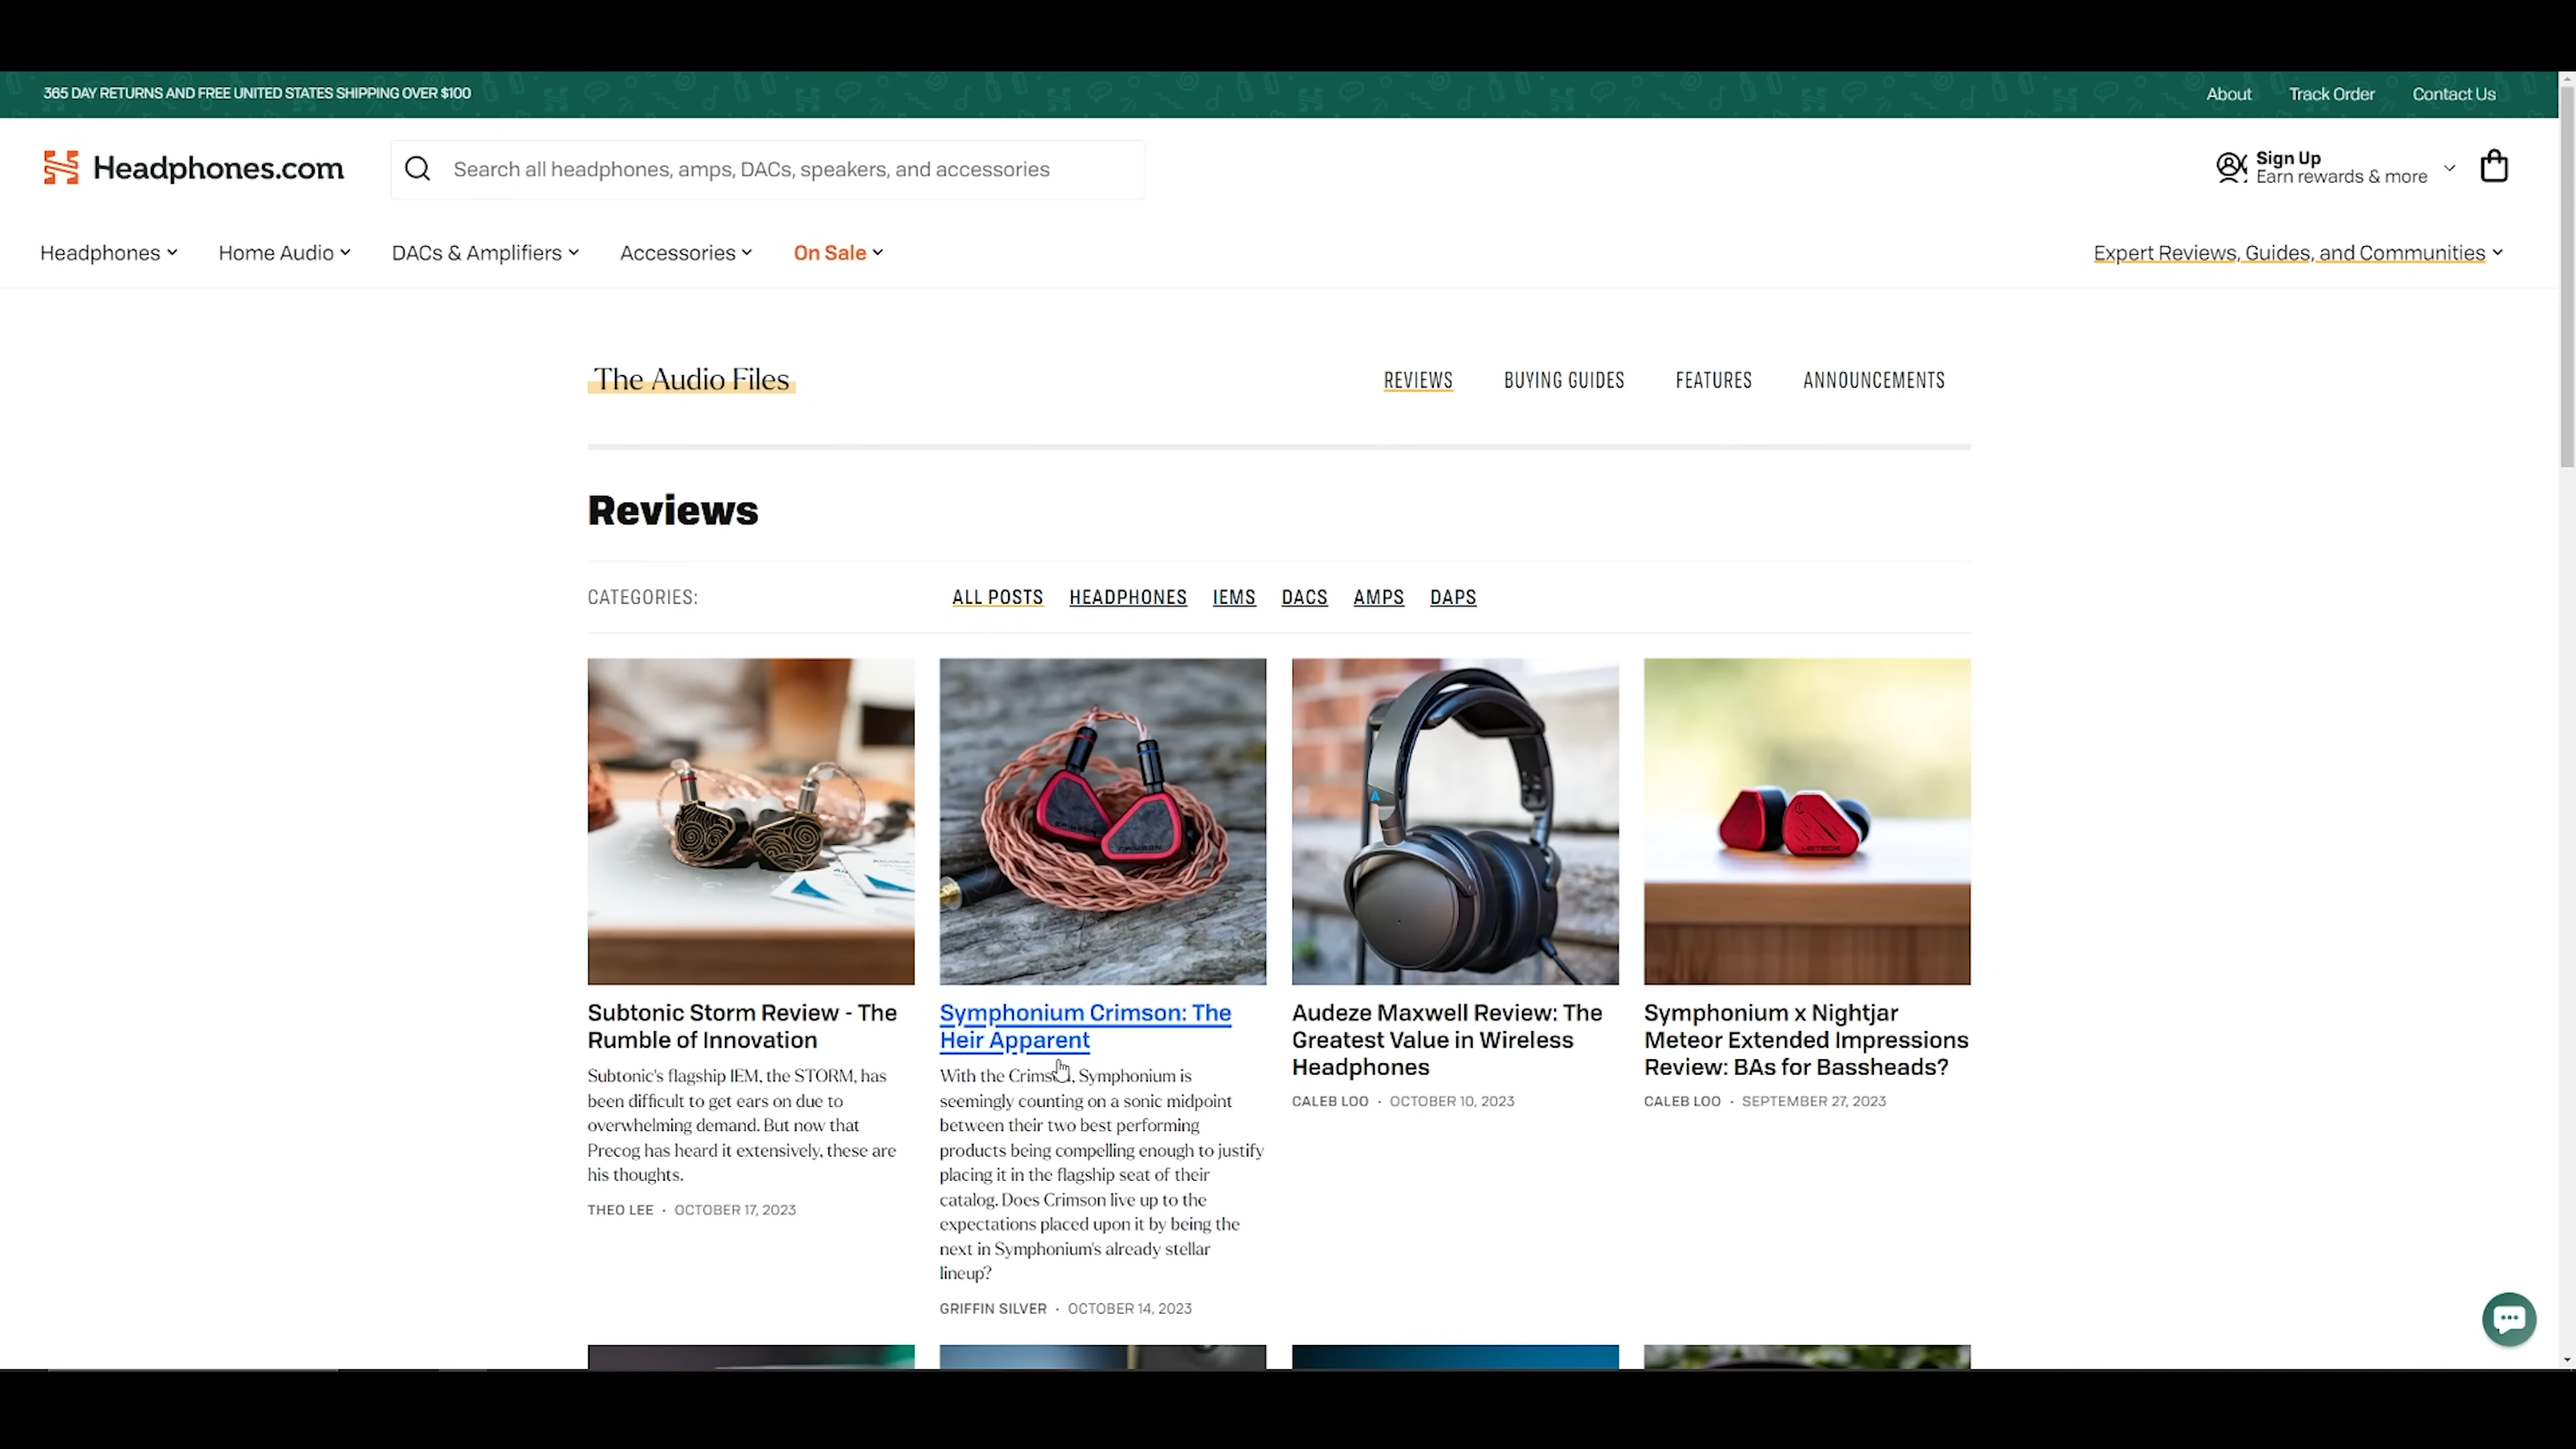 365 DAY RETURNS AND FREE UNITED STATES SHIPPING OVER $100
About Track Order Contact Us
Headphones.com
Search all headphones, amps, DACs, speakers, and accessories
Sign Up
Earn rewards & more
Headphones Home Audio DACs & Amplifiers Accessories On Sale Expert Reviews, Guides, and Communities
The Audio Files REVIEWS BUYING GUIDES FEATURES ANNOUNCEMENTS
Reviews
CATEGORIES: ALL POSTS HEADPHONES IEMS DACS AMPS DAPS
CRIMSON
METEOR
Subtonic Storm Review - The
Rumble of Innovation
Subtonic's flagship IEM, the STORM, has
been difficult to get ears on due to
overwhelming demand. But now that
Precog has heard it extensively, these are
his thoughts.
THEO LEE · OCTOBER 17, 2023
Symphonium Crimson: The
Heir Apparent
With the Crimson, Symphonium is
seemingly counting on a sonic midpoint
between their two best performing
products being compelling enough to justify
placing it in the flagship seat of their
catalog. Does Crimson live up to the
expectations placed upon it by being the
next in Symphonium's already stellar
lineup?
GRIFFIN SILVER · OCTOBER 14, 2023
Audeze Maxwell Review: The
Greatest Value in Wireless
Headphones
CALEB LOO · OCTOBER 10, 2023
Symphonium x Nightjar
Meteor Extended Impressions
Review: BAs for Bassheads?
CALEB LOO · SEPTEMBER 27, 2023